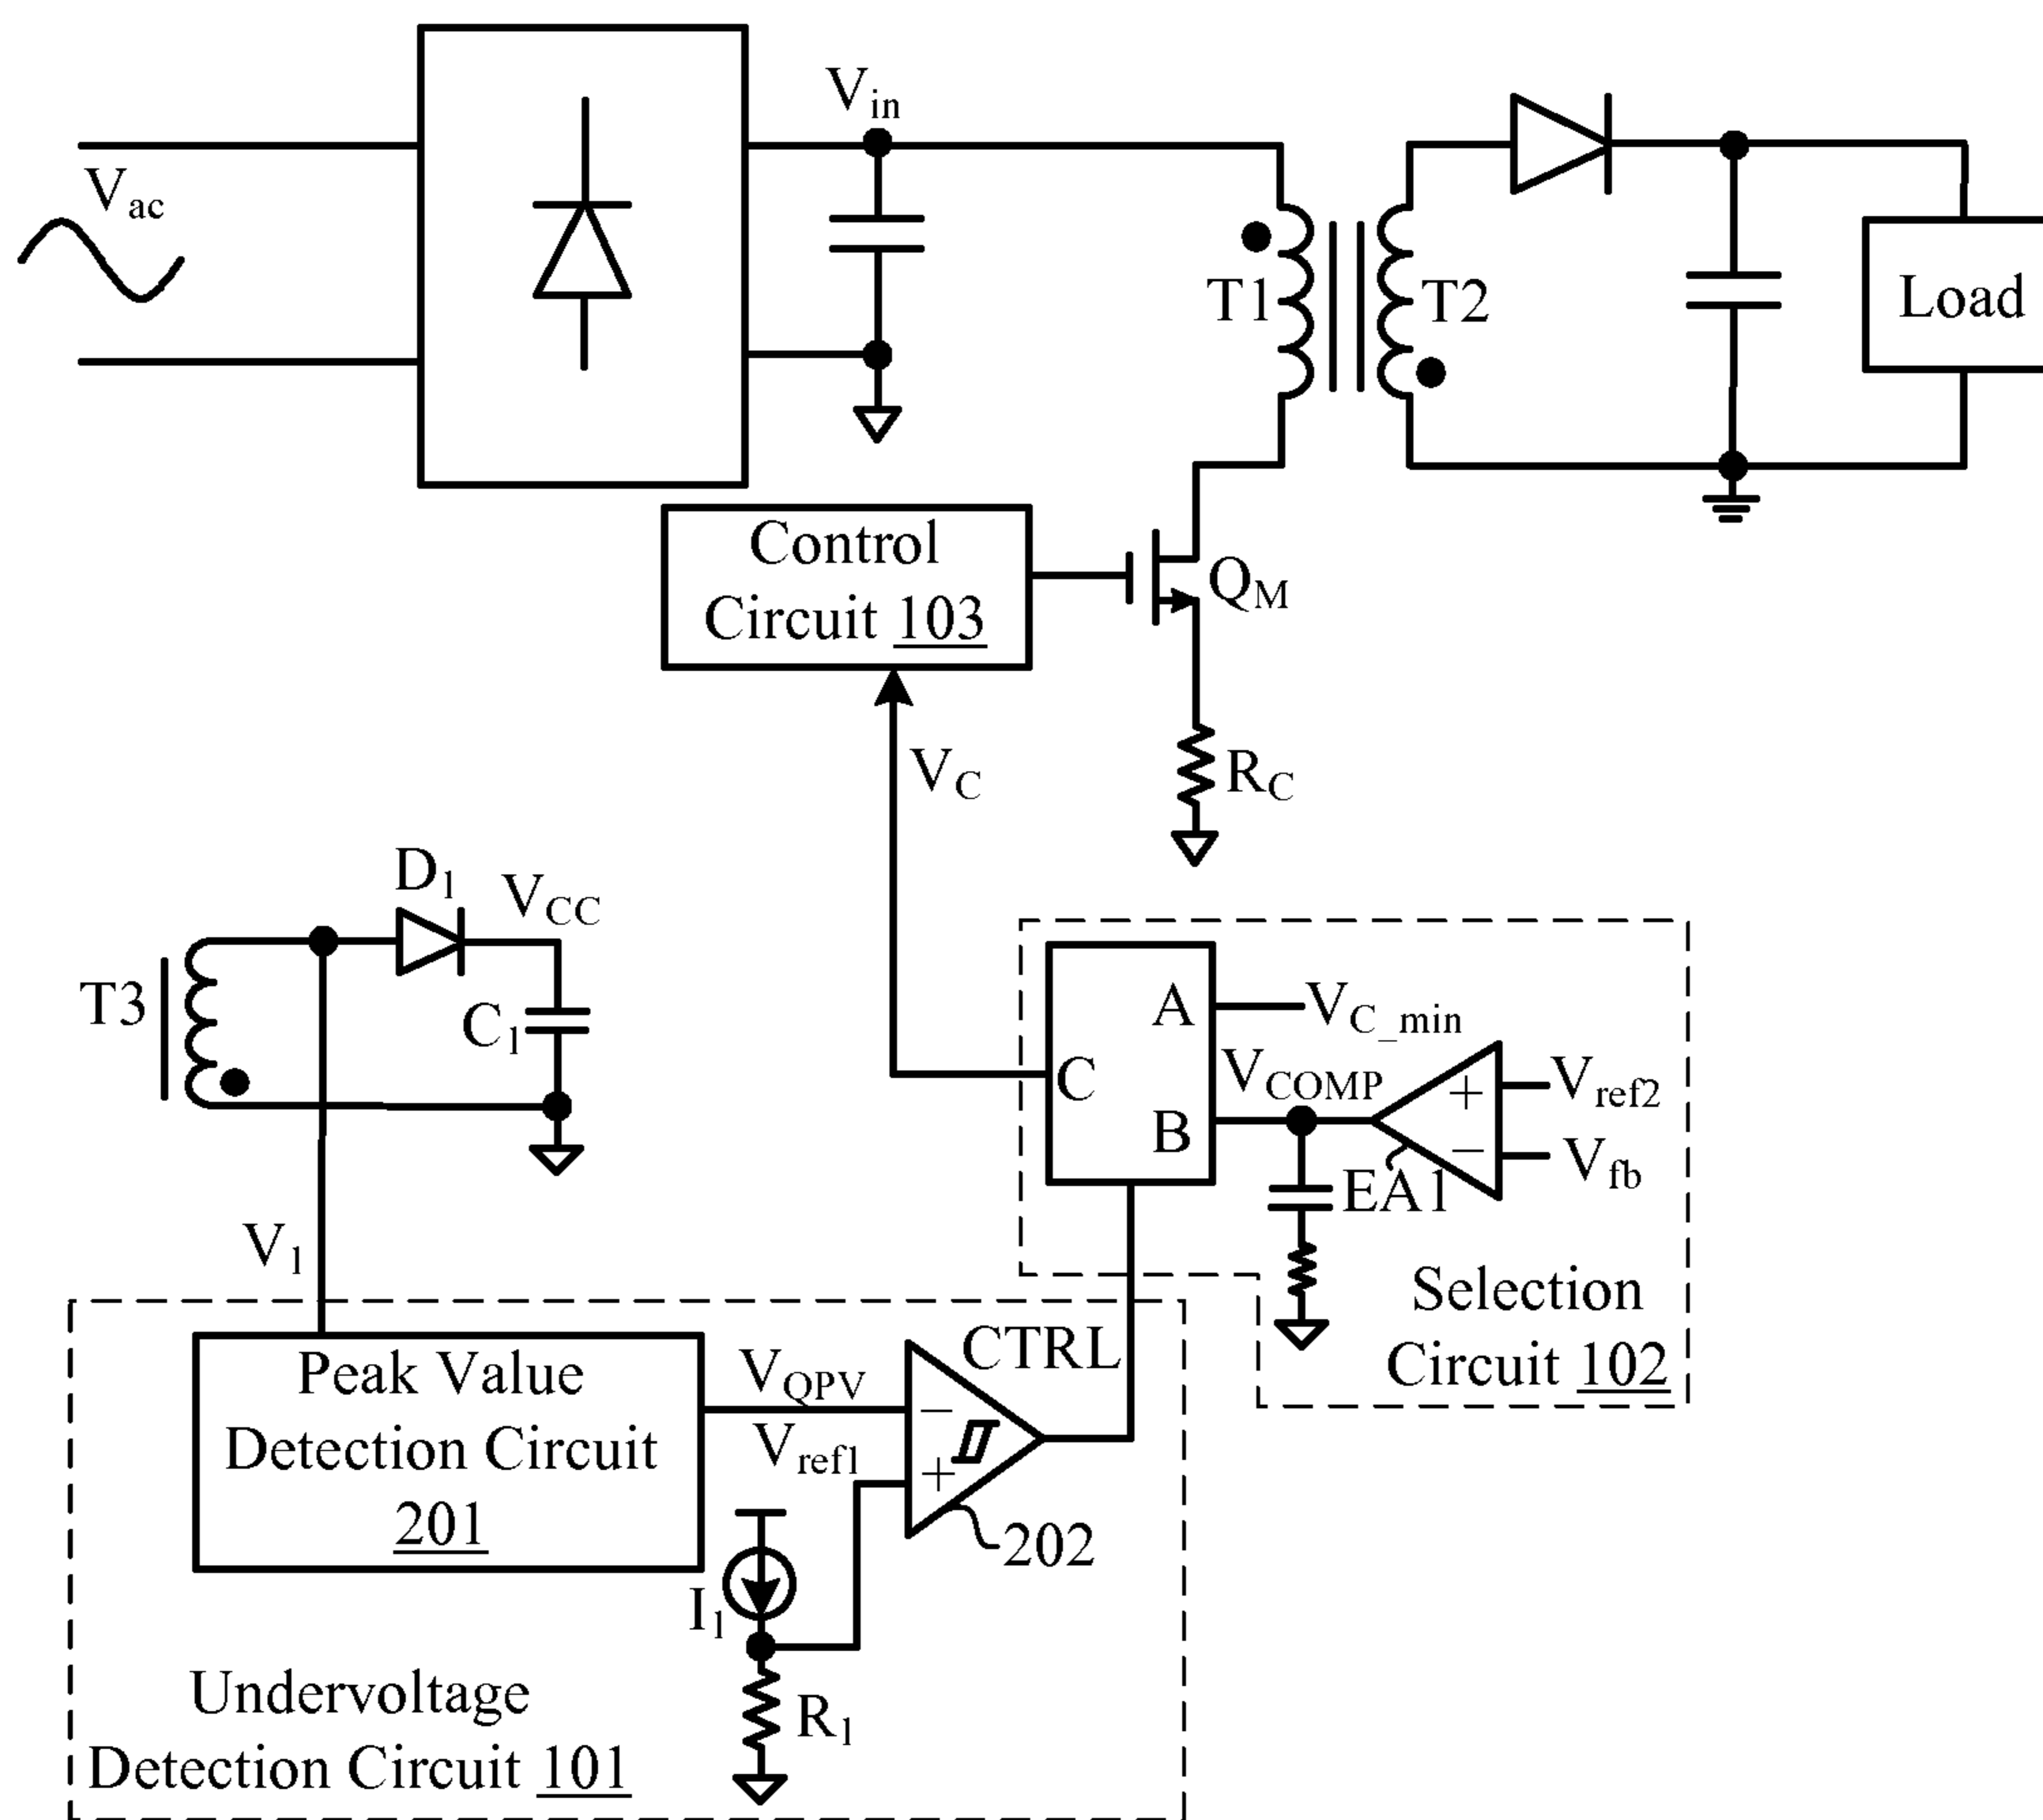 Vac
Vin
T1
T2
Load
Control
Circuit 103
QM
VC
RC
D1
VCC
T3
C1
A
VC_min
C
VCOMP
+
Vref2
B
−
Vfb
EA1
V1
Selection
Circuit 102
CTRL
Peak Value
Detection Circuit
201
VQPV
−
Vref1
+
202
I1
R1
Undervoltage
Detection Circuit 101